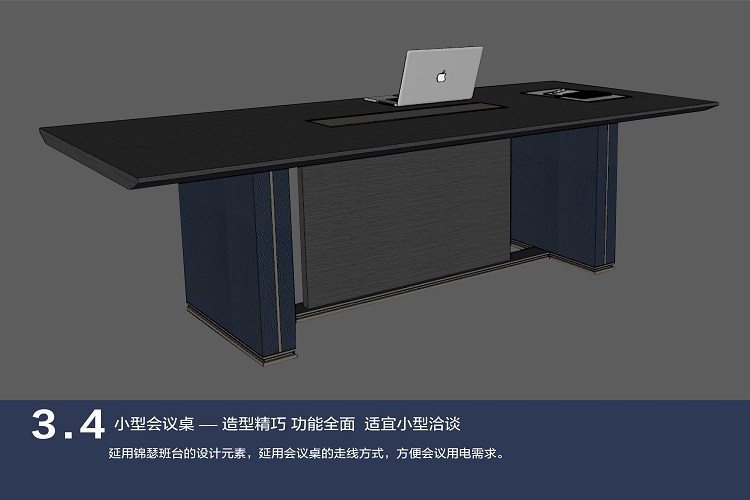 3.4 小型会议桌 — 造型精巧 功能全面 适宜小型洽谈
延用锦瑟班台的设计元素，延用会议桌的走线方式，方便会议用电需求。